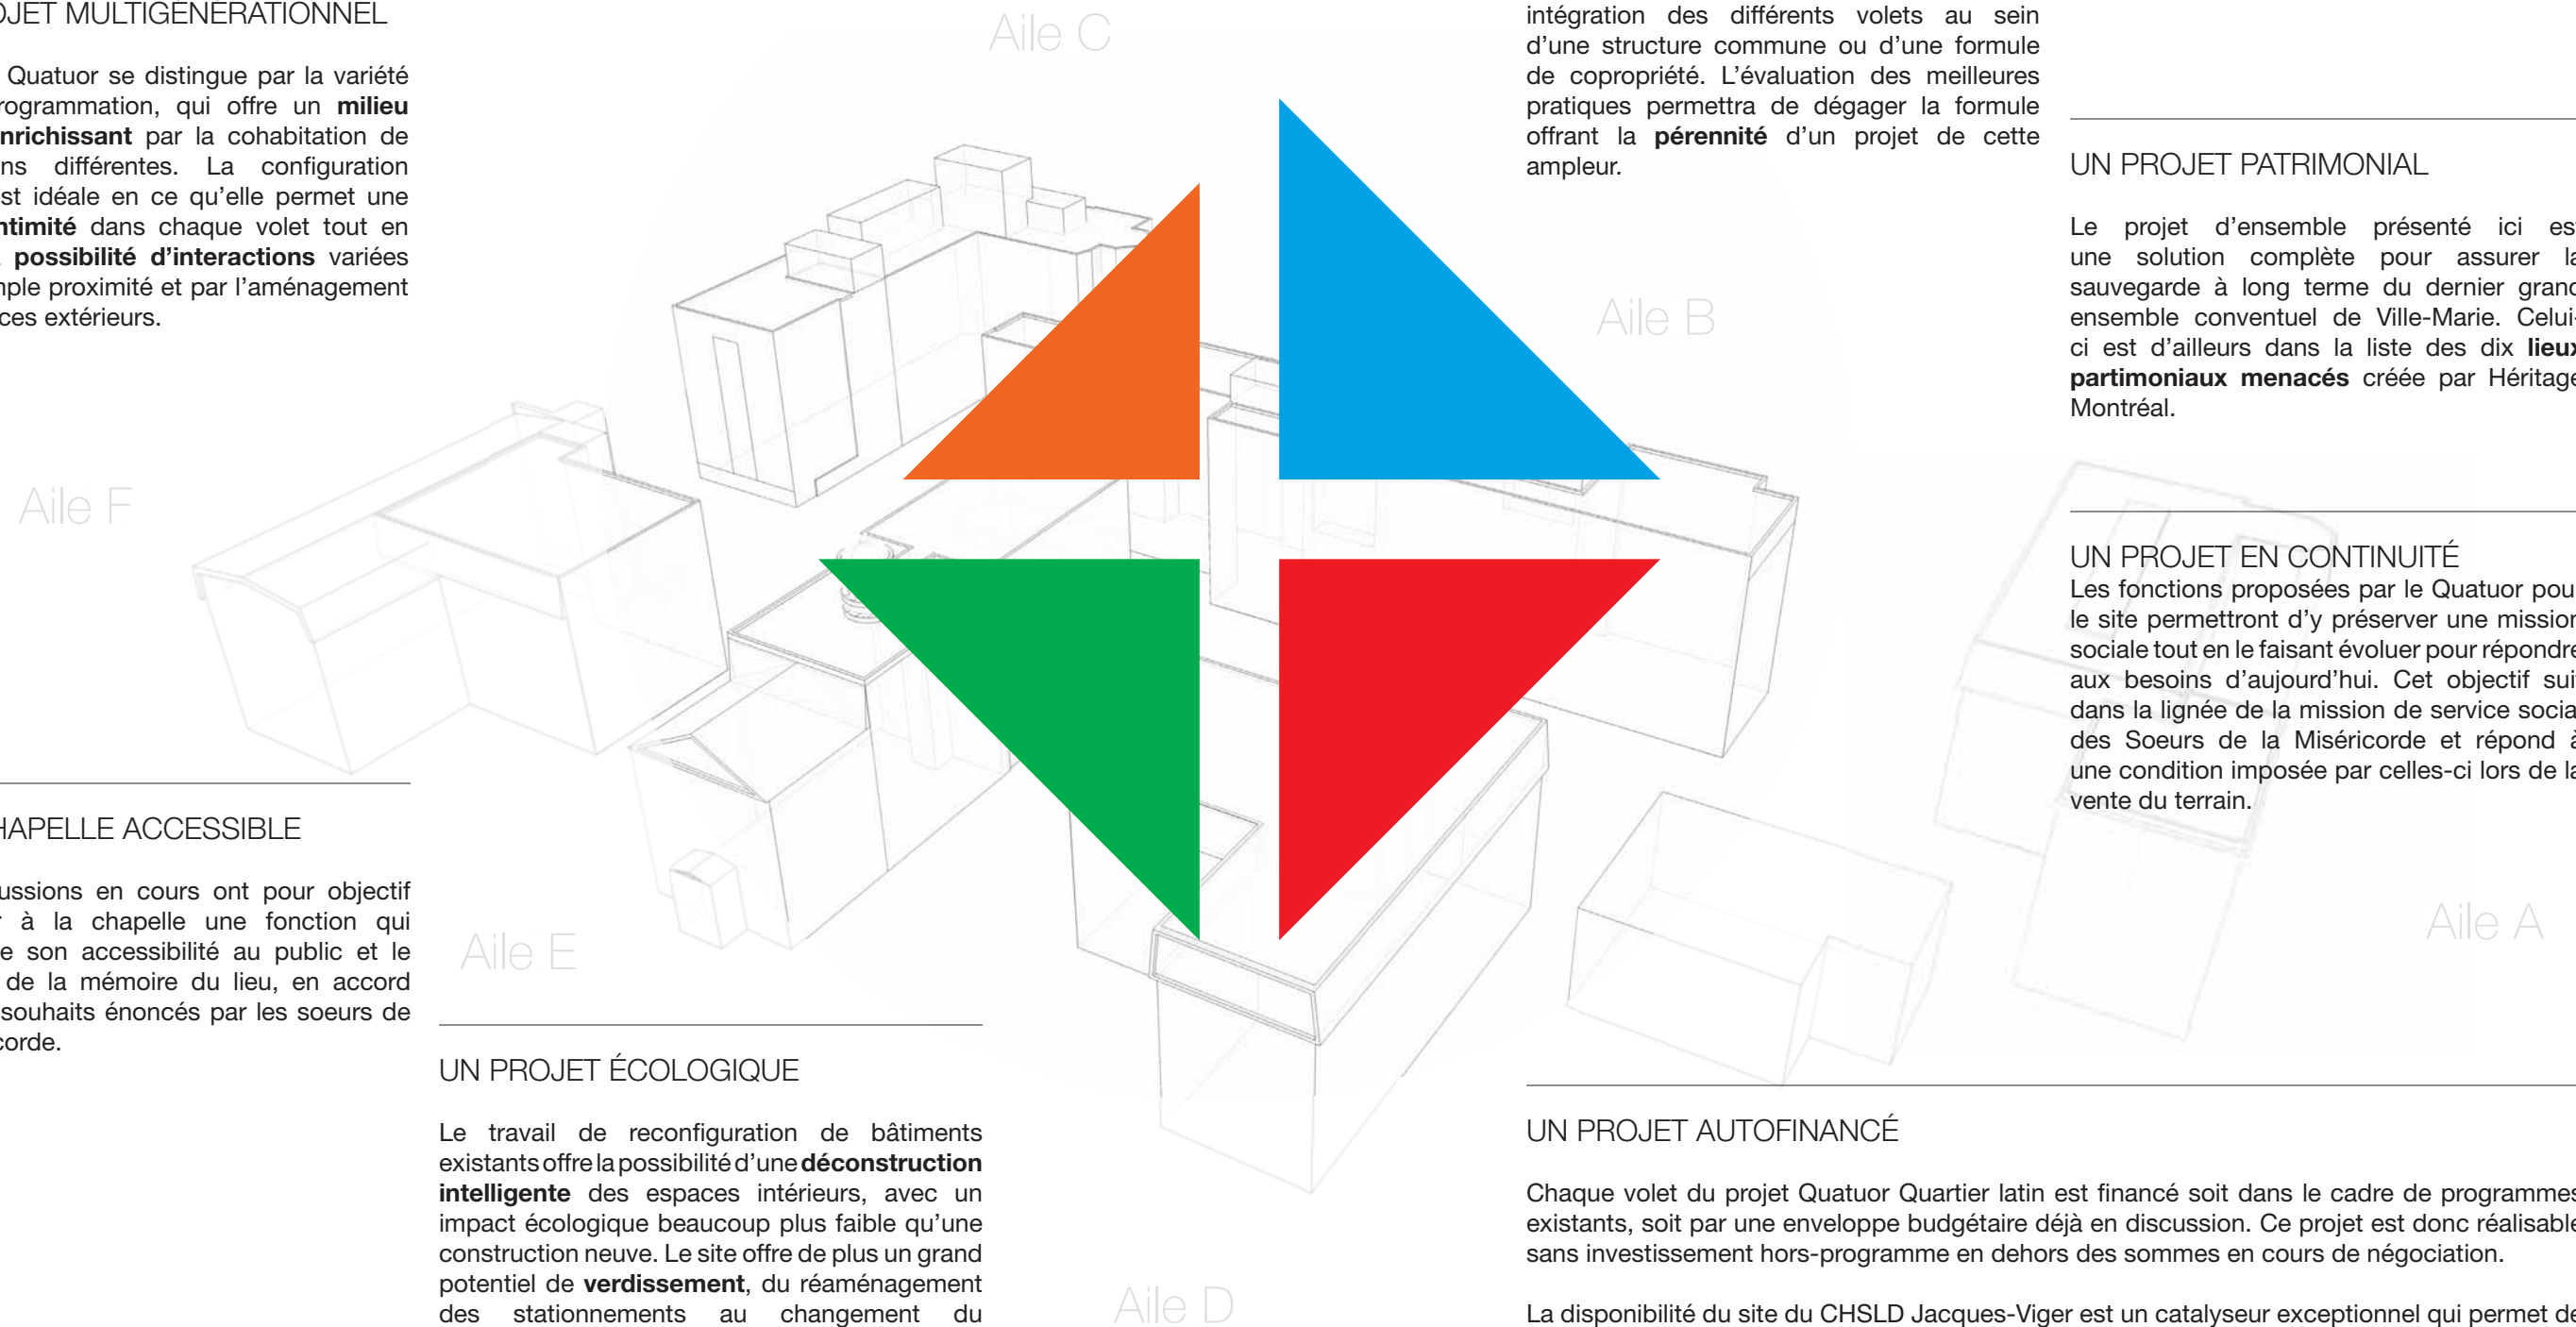 OJET MULTIGÉNÉRATIONNEL
Quatuor se distingue par la variété
rogrammation, qui offre un milieu
nrichissant par la cohabitation de
ns différentes. La configuration
est idéale en ce qu'elle permet une
ntimité dans chaque volet tout en
possibilité d'interactions variées
mple proximité et par l'aménagement
ces extérieurs.
Aile C
intégration des différents volets au sein
d'une structure commune ou d'une formule
de copropriété. L'évaluation des meilleures
pratiques permettra de dégager la formule
offrant la pérennité d'un projet de cette
ampleur.
UN PROJET PATRIMONIAL
Le projet d'ensemble présenté ici est
une solution complète pour assurer la
sauvegarde à long terme du dernier grand
ensemble conventuel de Ville-Marie. Celui-
ci est d'ailleurs dans la liste des dix lieux
partimoniaux menacés créée par Héritage
Montréal.
Aile B
Aile F
UN PROJET EN CONTINUITÉ
Les fonctions proposées par le Quatuor pour
le site permettront d'y préserver une mission
sociale tout en le faisant évoluer pour répondre
aux besoins d'aujourd'hui. Cet objectif suit
dans la lignée de la mission de service social
des Soeurs de la Miséricorde et répond à
une condition imposée par celles-ci lors de la
vente du terrain.
HAPELLE ACCESSIBLE
ussions en cours ont pour objectif
r à la chapelle une fonction qui
e son accessibilité au public et le
de la mémoire du lieu, en accord
souhaits énoncés par les soeurs de
corde.
Aile E
Aile A
UN PROJET ÉCOLOGIQUE
Le travail de reconfiguration de bâtiments
existants offre la possibilité d'une déconstruction
intelligente des espaces intérieurs, avec un
impact écologique beaucoup plus faible qu'une
construction neuve. Le site offre de plus un grand
potentiel de verdissement, du réaménagement
des stationnements au changement du
Aile D
UN PROJET AUTOFINANCÉ
Chaque volet du projet Quatuor Quartier latin est financé soit dans le cadre de programmes
existants, soit par une enveloppe budgétaire déjà en discussion. Ce projet est donc réalisable
sans investissement hors-programme en dehors des sommes en cours de négociation.
La disponibilité du site du CHSLD Jacques-Viger est un catalyseur exceptionnel qui permet de